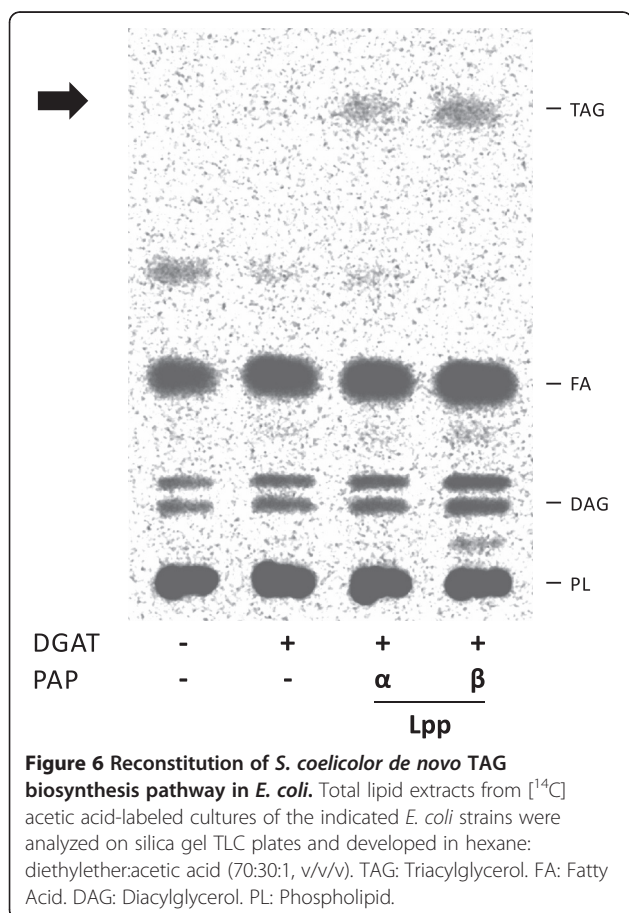 — TAG
— FA
— DAG
— PL
DGAT - + + +
PAP - - α β
Lpp
Figure 6 Reconstitution of S. coelicolor de novo TAG
biosynthesis pathway in E. coli. Total lipid extracts from [¹⁴C]
acetic acid-labeled cultures of the indicated E. coli strains were
analyzed on silica gel TLC plates and developed in hexane:
diethylether:acetic acid (70:30:1, v/v/v). TAG: Triacylglycerol. FA: Fatty
Acid. DAG: Diacylglycerol. PL: Phospholipid.